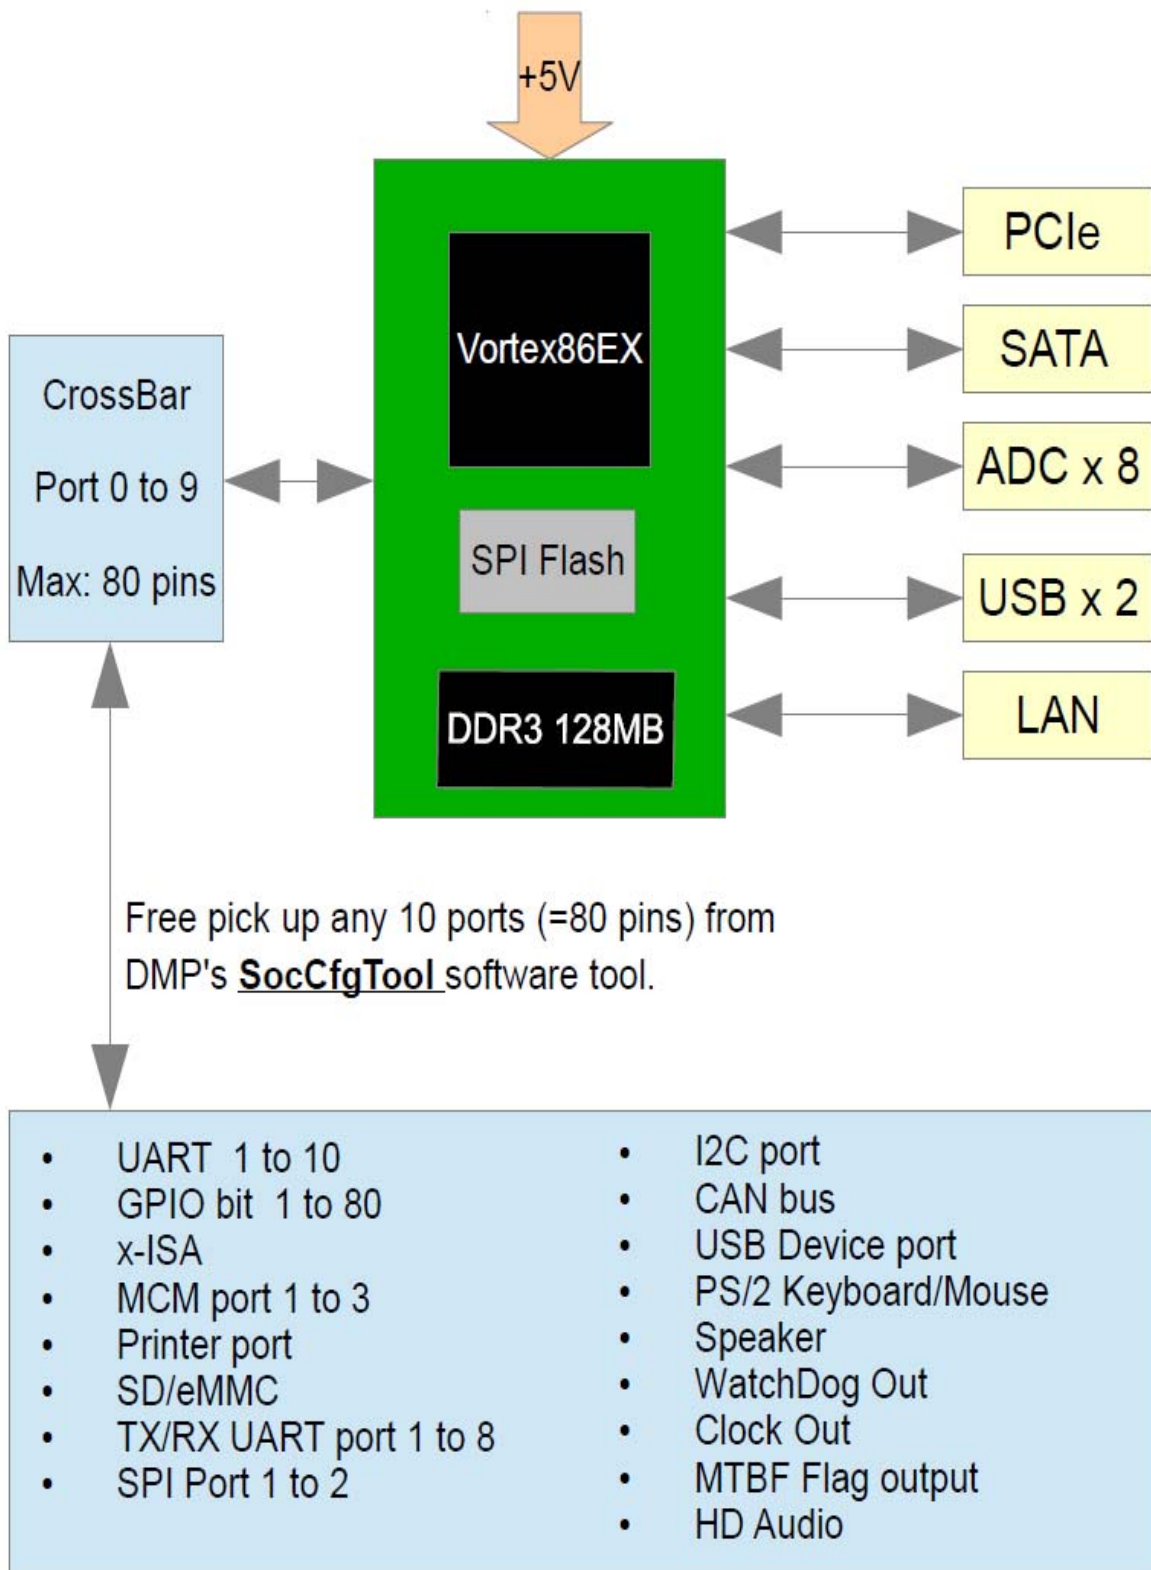 +5V
Vortex86EX
SPI Flash
DDR3 128MB
CrossBar
Port 0 to 9
Max: 80 pins
PCIe
SATA
ADC x 8
USB x 2
LAN
Free pick up any 10 ports (=80 pins) from
DMP's SocCfgTool software tool.
• UART 1 to 10
• GPIO bit 1 to 80
• x-ISA
• MCM port 1 to 3
• Printer port
• SD/eMMC
• TX/RX UART port 1 to 8
• SPI Port 1 to 2
• I2C port
• CAN bus
• USB Device port
• PS/2 Keyboard/Mouse
• Speaker
• WatchDog Out
• Clock Out
• MTBF Flag output
• HD Audio